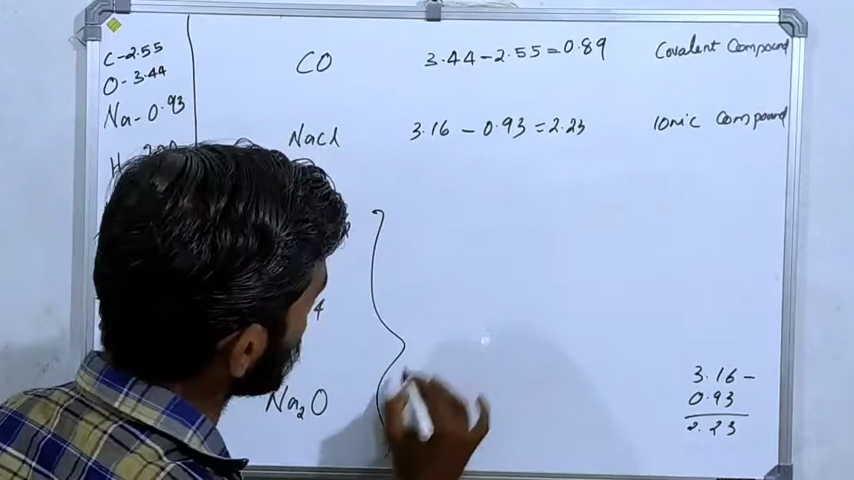 C-2.55
O-3.44
Na-0.93
CO 3.44-2.55=0.89 Covalent Compound
NaCl 3.16-0.93=2.23 Ionic Compound
4
Na2O
3.16-
0.93
2.23